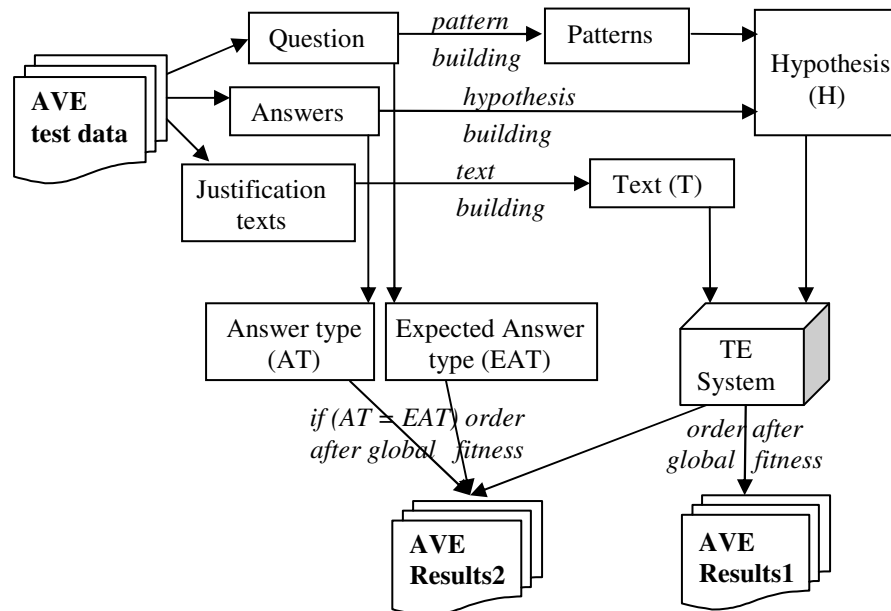 Question
pattern
building
Patterns
Hypothesis
(H)
AVE
test data
Answers
hypothesis
building
Justification
texts
text
building
Text (T)
Answer type
(AT)
Expected Answer
type (EAT)
TE
System
if (AT = EAT) order
after global fitness
order after
global fitness
AVE
Results2
AVE
Results1